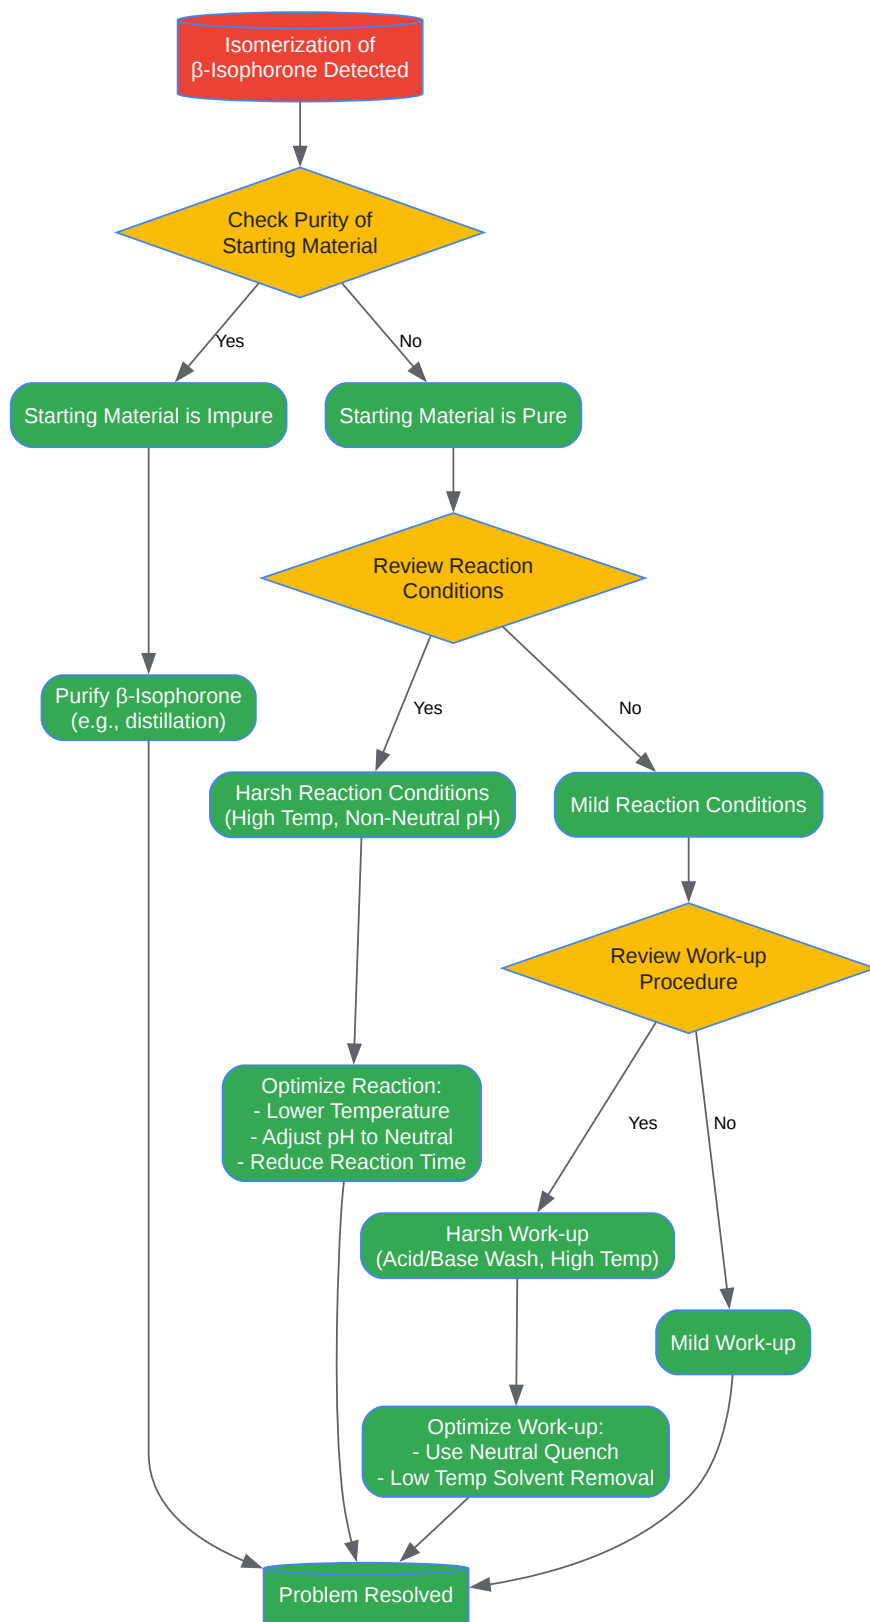 Isomerization of
β-Isophorone Detected
Check Purity of
Starting Material
Yes
No
Starting Material is Impure
Starting Material is Pure
Review Reaction
Conditions
Purify β-Isophorone
(e.g., distillation)
Yes
No
Harsh Reaction Conditions
(High Temp, Non-Neutral pH)
Mild Reaction Conditions
Review Work-up
Procedure
Optimize Reaction:
- Lower Temperature
- Adjust pH to Neutral
- Reduce Reaction Time
Yes
No
Harsh Work-up
(Acid/Base Wash, High Temp)
Mild Work-up
Optimize Work-up:
- Use Neutral Quench
- Low Temp Solvent Removal
Problem Resolved